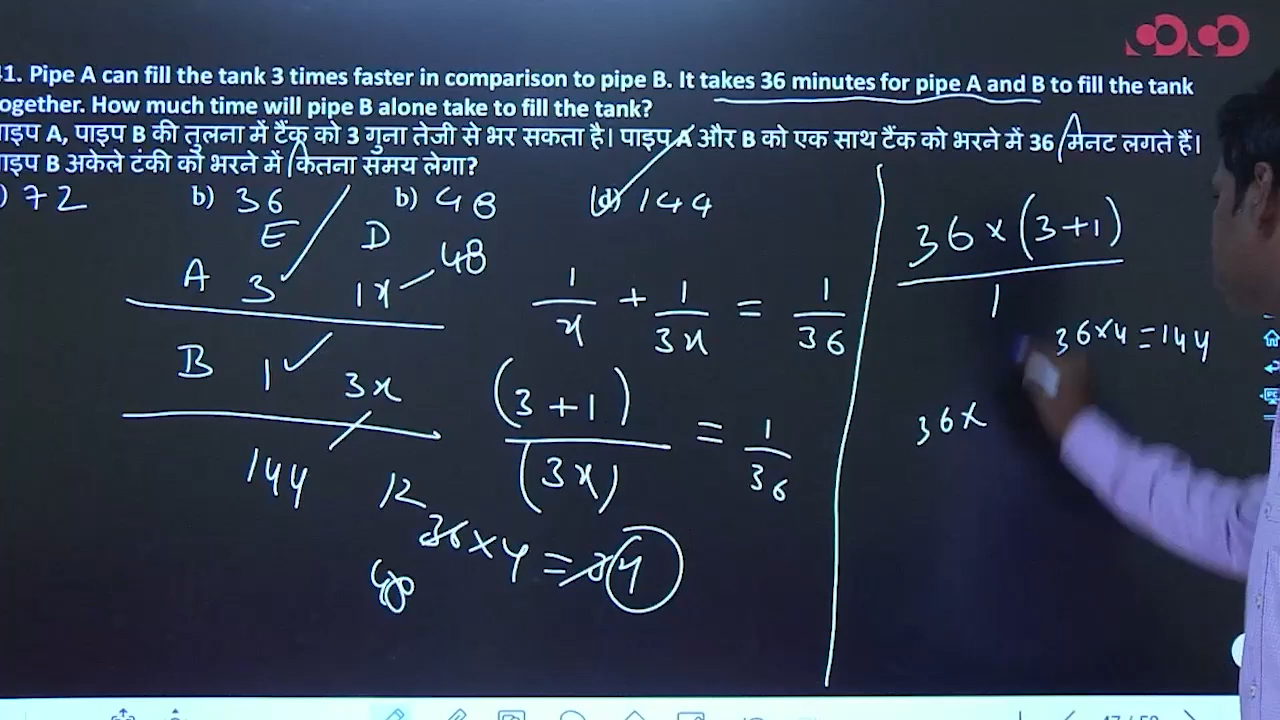 41. Pipe A can fill the tank 3 times faster in comparison to pipe B. It takes 36 minutes for pipe A and B to fill the tank
together. How much time will pipe B alone take to fill the tank?
पाइप A, पाइप B की तुलना में टैंक को 3 गुना तेजी से भर सकता है। पाइप A और B को एक साथ टैंक को भरने में 36 मिनट लगते हैं।
पाइप B अकेले टंकी को भरने में कितना समय लेगा?
) 72 b) 36 b) 48 (d) 144
E D
A 3 1x 48
B 1 3x
144
1/x + 1/3x = 1/36
(3+1)/(3x) = 1/36
12
36×4 =
4
48
36×(3+1)
1
36×4=144
36×